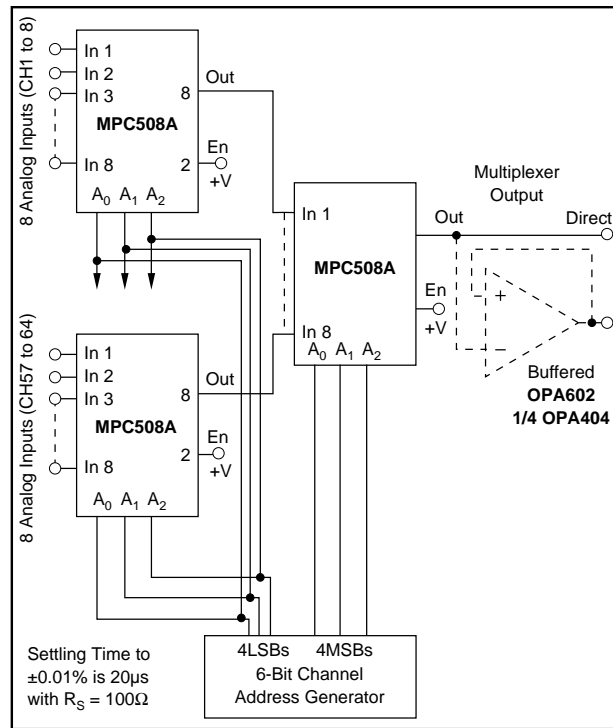 8 Analog Inputs (CH1 to 8)
In 1
In 2
In 3
In 8
MPC508A
Out
8
2
En
+V
A0 A1 A2
8 Analog Inputs (CH57 to 64)
In 1
In 2
In 3
In 8
MPC508A
Out
8
2
En
+V
A0 A1 A2
In 1
In 8
MPC508A
A0 A1 A2
En
+V
Multiplexer
Output
Out
Direct
+
–
Buffered
OPA602
1/4 OPA404
4LSBs 4MSBs
6-Bit Channel
Address Generator
Settling Time to
±0.01% is 20µs
with RS = 100Ω